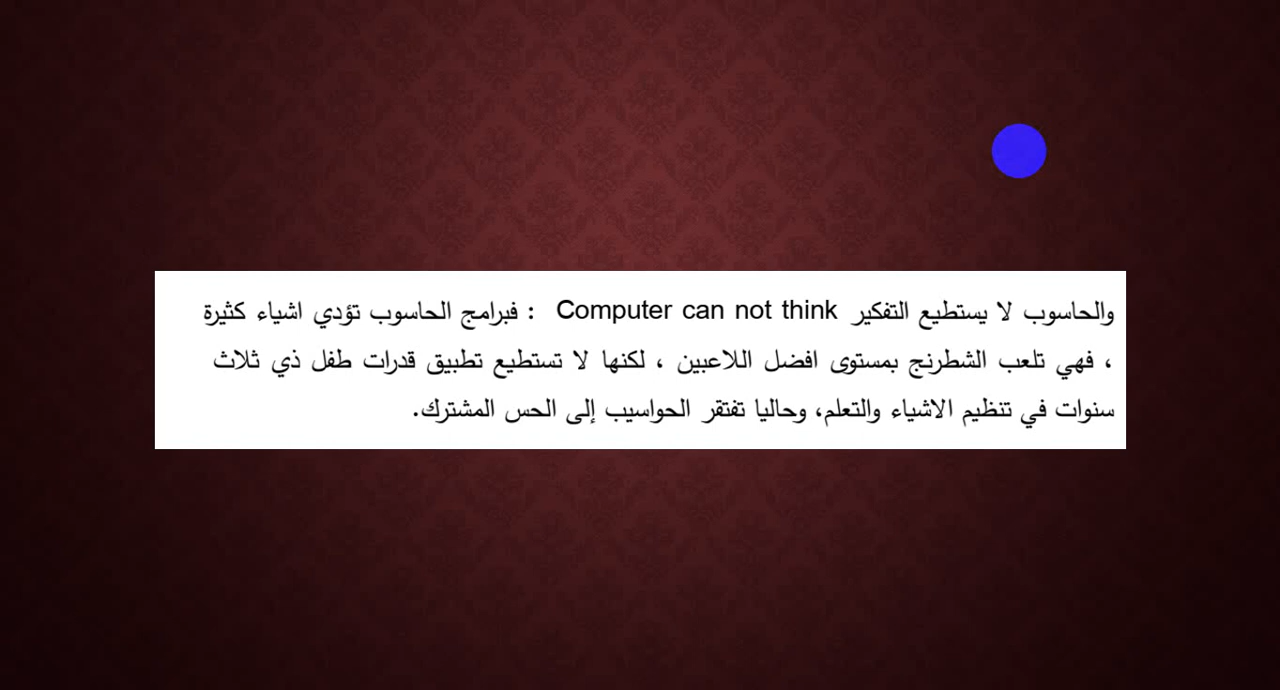 والحاسوب لا يستطيع التفكير Computer can not think : فبرامج الحاسوب تؤدي اشياء كثيرة
، فهي تلعب الشطرنج بمستوى افضل اللاعبين ، لكنها لا تستطيع تطبيق قدرات طفل ذي ثلاث
سنوات في تنظيم الاشياء والتعلم، وحاليا تفتقر الحواسيب إلى الحس المشترك.